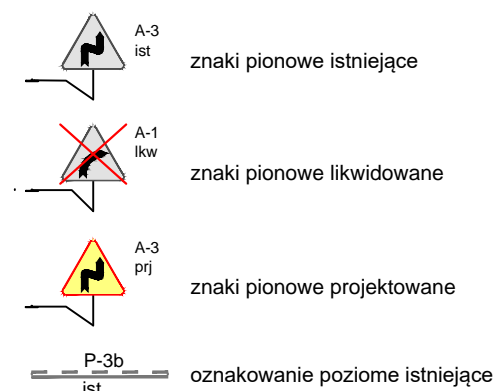 A-3
ist
znaki pionowe istniejące
A-1
lkw
znaki pionowe likwidowane
A-3
prj
znaki pionowe projektowane
P-3b
ist
oznakowanie poziome istniejące